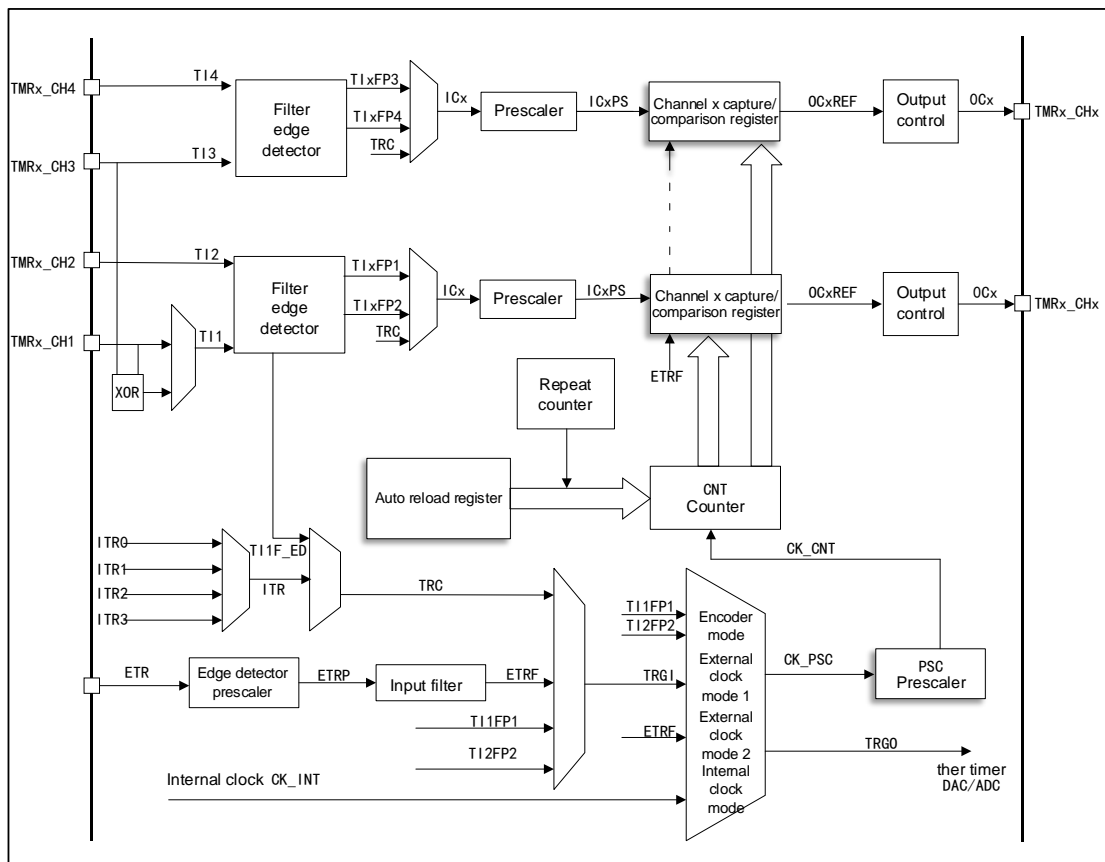 TMRx_CH4
TI4
TIxFP3
ICx
Prescaler
ICxPS
Channel x capture/
comparison register
OCxREF
Output
control
OCx
TMRx_CHx
Filter
edge
detector
TIxFP4
TRC
TMRx_CH3
TI3
TMRx_CH2
TI2
TIxFP1
ICx
Prescaler
ICxPS
Channel x capture/
comparison register
OCxREF
Output
control
OCx
TMRx_CHx
Filter
edge
detector
TIxFP2
TRC
TMRx_CH1
TI1
XOR
ETRF
Repeat
counter
Auto reload register
CNT
Counter
CK_CNT
ITR0
ITR1
ITR2
ITR3
TI1F_ED
ITR
TRC
TI1FP1
TI2FP2
Encoder
mode
External
clock
mode 1
External
clock
mode 2
Internal
clock
mode
CK_PSC
PSC
Prescaler
ETR
Edge detector
prescaler
ETRP
Input filter
ETRF
TRGI
TI1FP1
TI2FP2
ETRF
TRGO
ther timer
DAC/ADC
Internal clock CK_INT